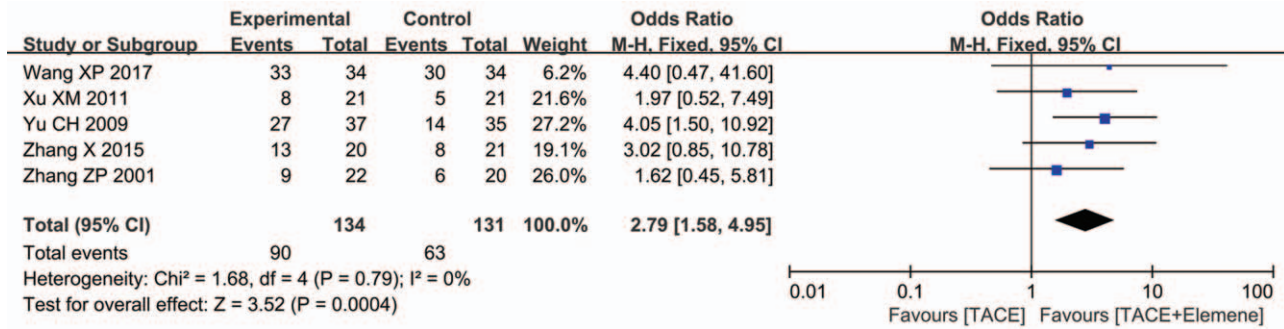 Experimental Control Odds Ratio Odds Ratio
Study or Subgroup Events Total Events Total Weight M-H, Fixed, 95% CI M-H, Fixed, 95% CI
Wang XP 2017 33 34 30 34 6.2% 4.40 [0.47, 41.60]
Xu XM 2011 8 21 5 21 21.6% 1.97 [0.52, 7.49]
Yu CH 2009 27 37 14 35 27.2% 4.05 [1.50, 10.92]
Zhang X 2015 13 20 8 21 19.1% 3.02 [0.85, 10.78]
Zhang ZP 2001 9 22 6 20 26.0% 1.62 [0.45, 5.81]
Total (95% CI) 134 131 100.0% 2.79 [1.58, 4.95]
Total events 90 63
Heterogeneity: Chi² = 1.68, df = 4 (P = 0.79); I² = 0%
Test for overall effect: Z = 3.52 (P = 0.0004)
0.01 0.1 1 10 100
Favours [TACE] Favours [TACE+Elemene]